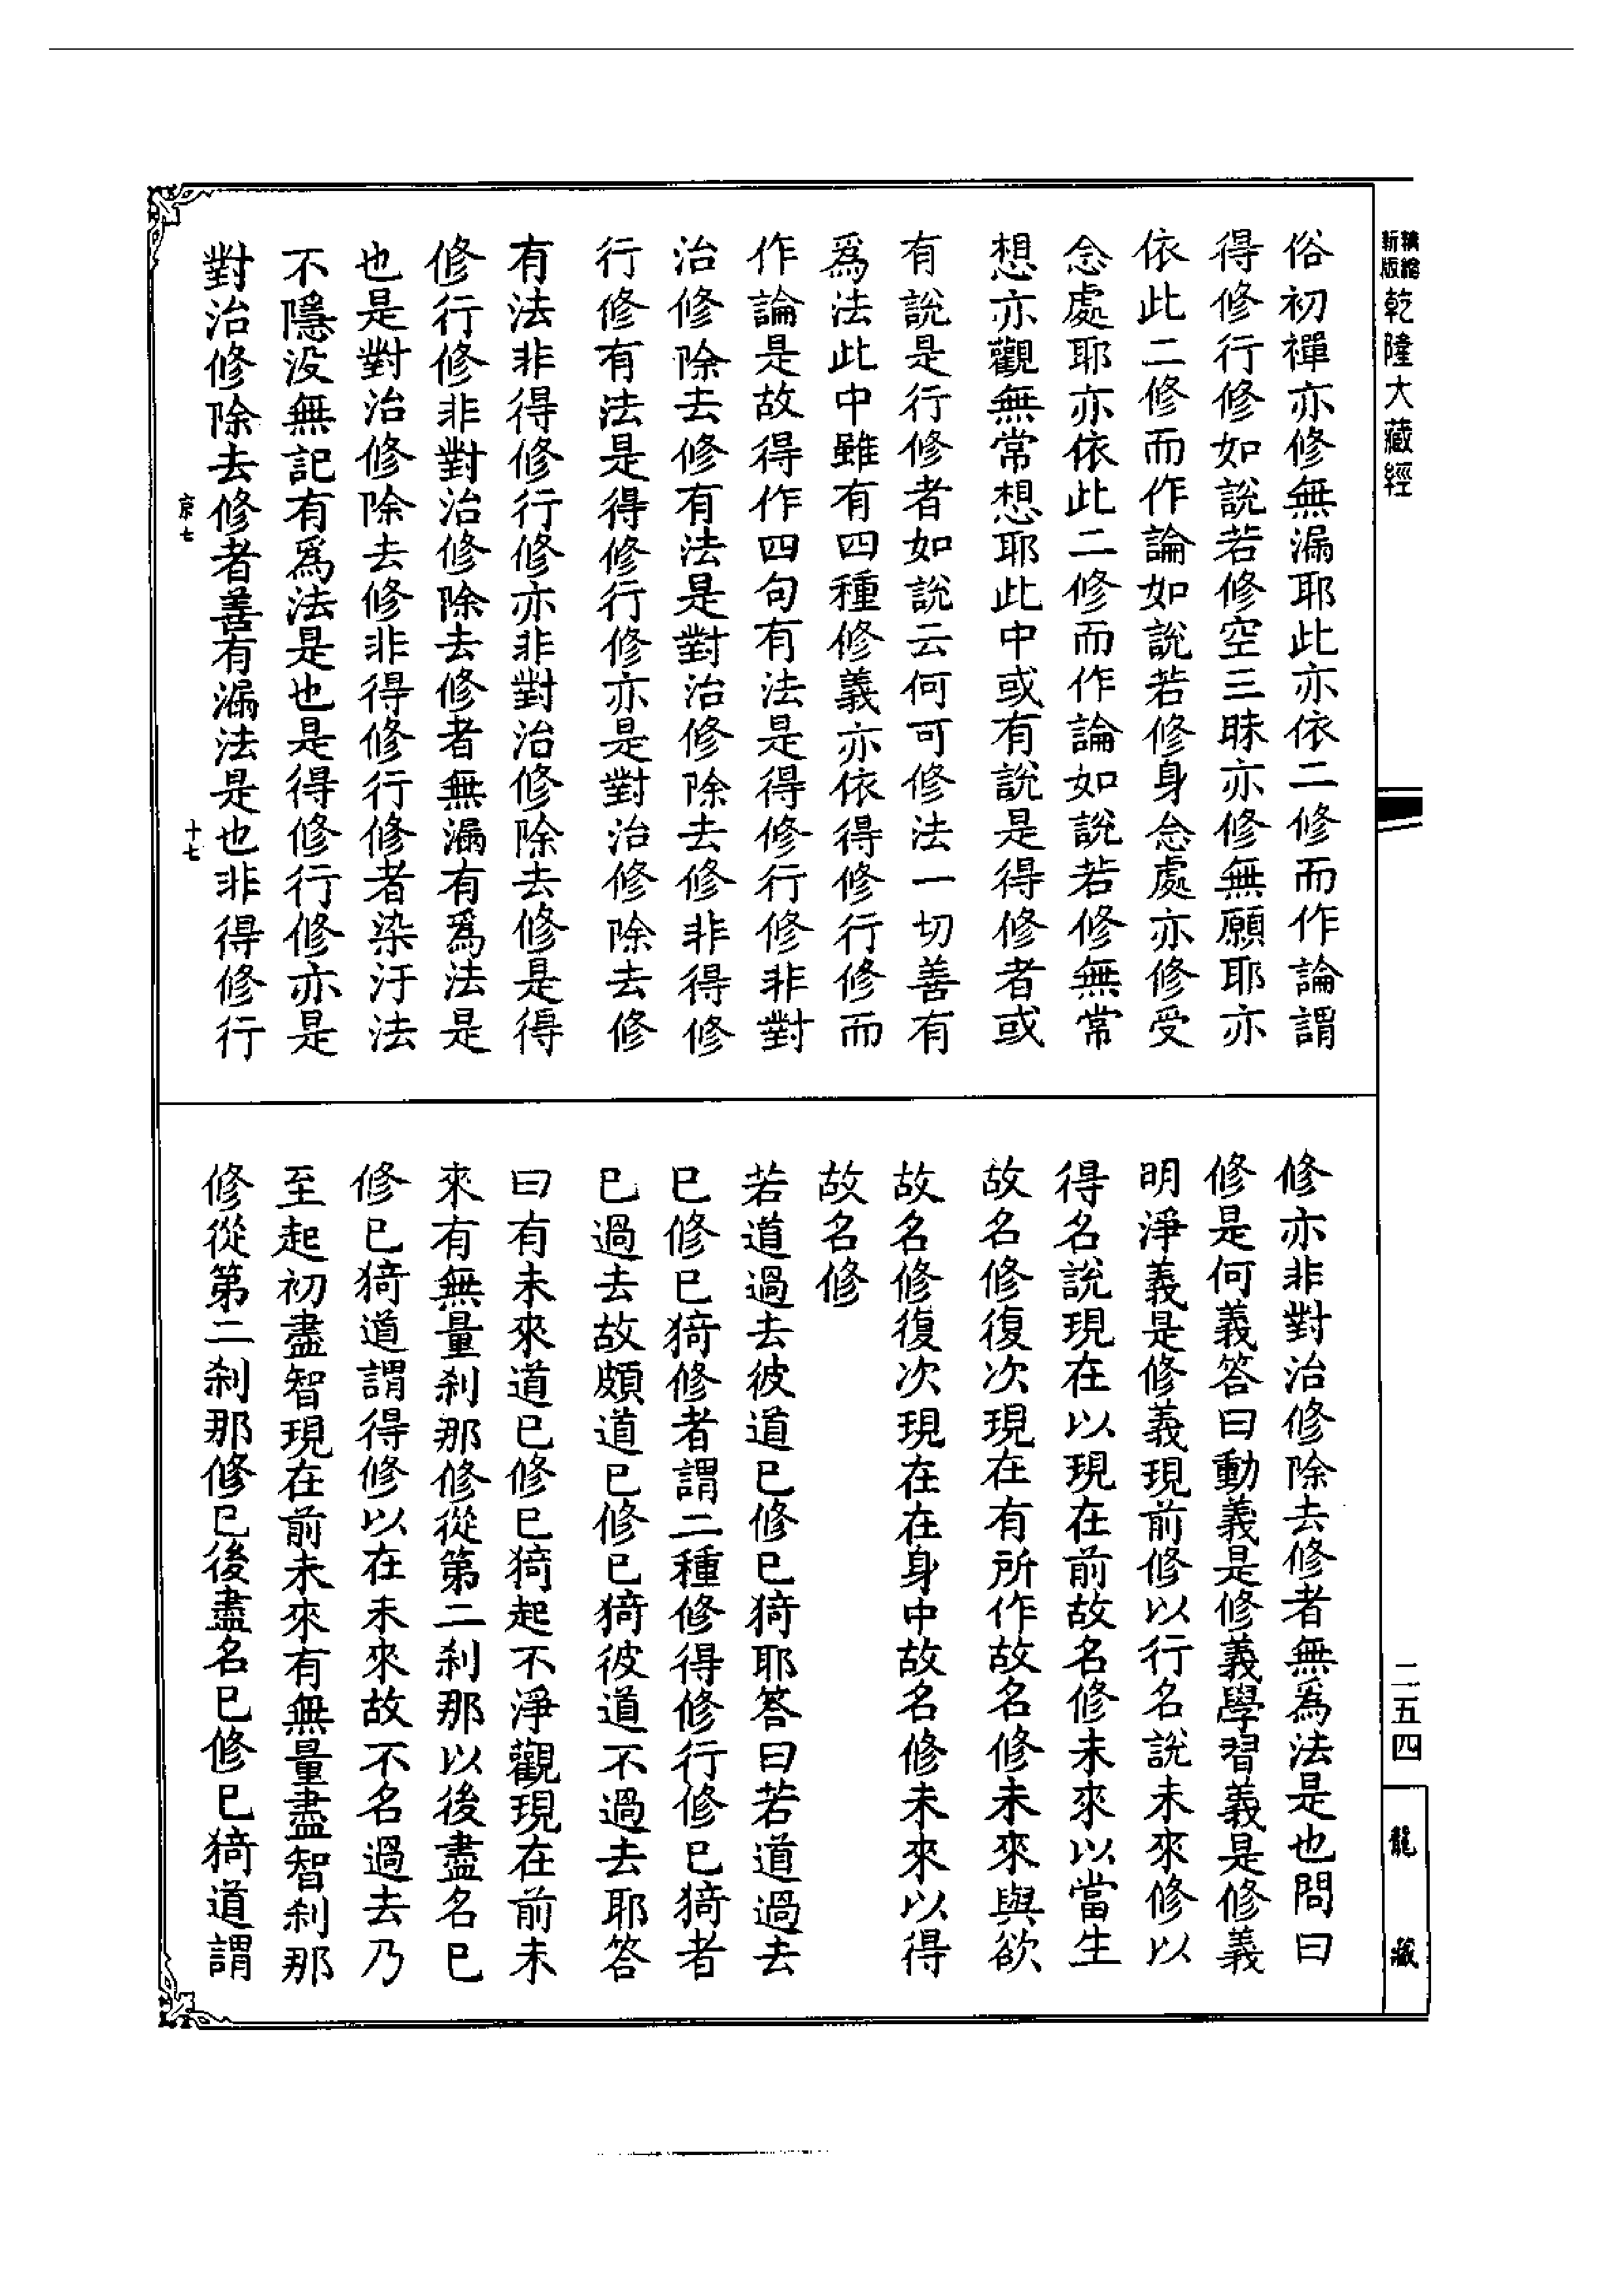 新版精縮乾隆大藏經
俗初禪亦修無漏耶此亦依二修而作論謂
得修行修如說若修空三昧亦修無願耶亦
依此二修而作論如說若修身念處亦修受
念處耶亦依此二修而作論如說若修無常
想亦觀無常想耶此中或有說是得修者或
有說是行修者如說云何可修法一切善有
爲法此中雖有四種修義亦依得修行修而
作論是故得作四句有法是得修行修非對
治修除去修有法是對治修除去修非得修
行修有法是得修行修亦是對治修除去修
有法非得修行修亦非對治修除去修是得
修行修非對治修除去修者無漏有爲法是
也是對治修除去修非得修行修者染汙法
不隱没無記有爲法是也是得修行修亦是
對治修除去修者善有漏法是也非得修行
京七
十七
修亦非對治修除去修者無爲法是也問曰
修是何義答曰動義是修義學習義是修義
明淨義是修義現前修以行名說未來修以
得名說現在以現在前故名修未來以當生
故名修復次現在有所作故名修未來與欲
故名修復次現在在身中故名修未來以得
故名修
若道過去彼道已修已猗耶答曰若道過去
已修已猗修者謂二種修得修行修已猗者
已過去故頗道已修已猗彼道不過去耶答
曰有未來道已修已猗起不淨觀現在前未
來有無量刹那修從第二刹那以後盡名已
修已猗道謂得修以在未來故不名過去乃
至起初盡智現在前未來有無量盡智刹那
修從第二刹那修已後盡名已修已猗道謂
二五四
龍藏